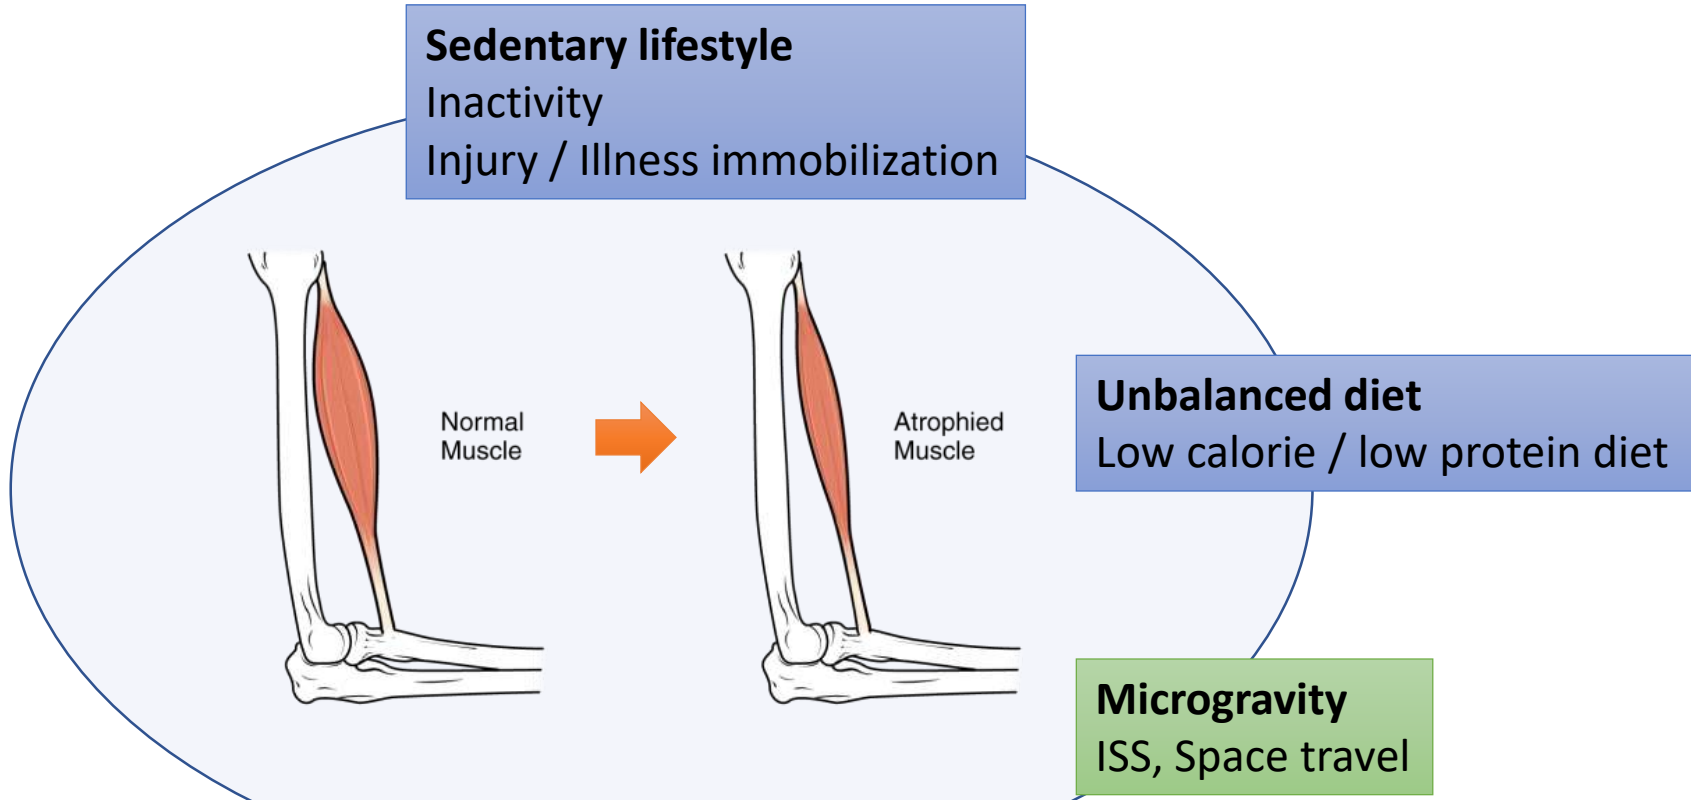 Sedentary lifestyle
Inactivity
Injury / Illness immobilization
Normal
Muscle
Atrophied
Muscle
Unbalanced diet
Low calorie / low protein diet
Microgravity
ISS, Space travel